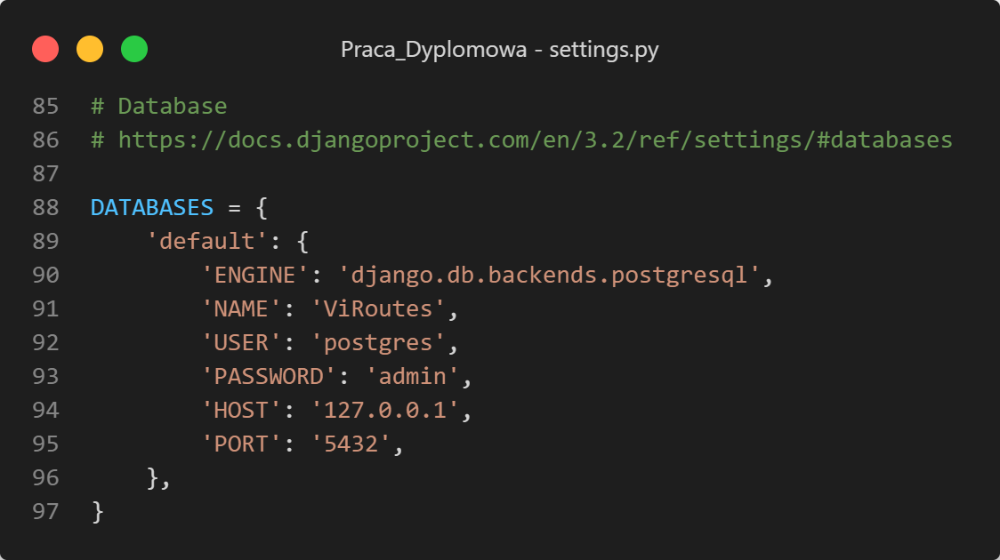 Praca_Dyplomowa - settings.py
85 # Database
86 # https://docs.djangoproject.com/en/3.2/ref/settings/#databases
87
88 DATABASES = {
89     'default': {
90         'ENGINE': 'django.db.backends.postgresql',
91         'NAME': 'ViRoutes',
92         'USER': 'postgres',
93         'PASSWORD': 'admin',
94         'HOST': '127.0.0.1',
95         'PORT': '5432',
96     },
97 }